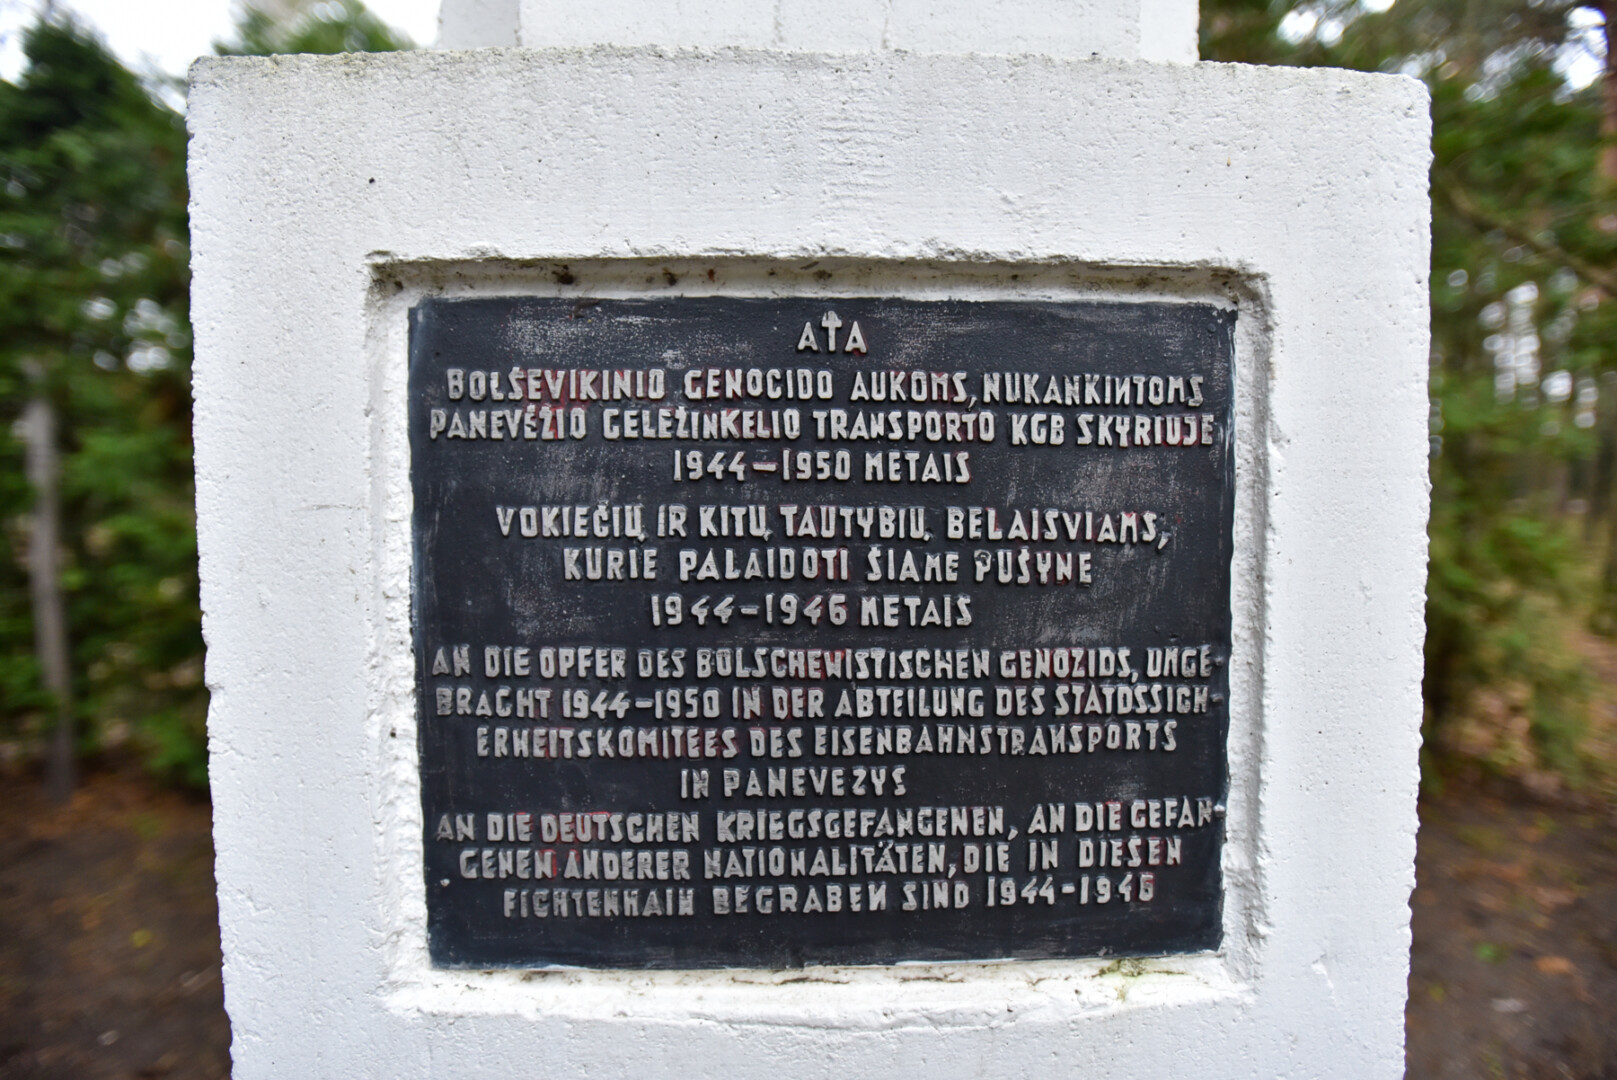 A†A
BOLŠEVIKINIO GENOCIDO AUKOMS, NUKANKINTOMS
PANEVĖŽIO GELEŽINKELIO TRANSPORTO KGB SKYRIUJE
1944-1950 METAIS
VOKIEČIŲ IR KITŲ TAUTYBIŲ BELAISVIAMS,
KURIE PALAIDOTI ŠIAME PUŠYNE
1944-1946 METAIS
AN DIE OPFER DES BOLSCHEWISTISCHEN GENOZIDS, UMGE-
BRACHT 1944-1950 IN DER ABTEILUNG DES STATDSSICH-
ERHEITSKOMITEES DES EISENBAHNSTRANSPORTS
IN PANEVEZYS
AN DIE DEUTSCHEN KRIEGSGEFANGENEN, AN DIE GEFAN-
GENEN ANDERER NATIONALITÄTEN, DIE IN DIESEN
FICHTENHAIN BEGRABEN SIND 1944-1946